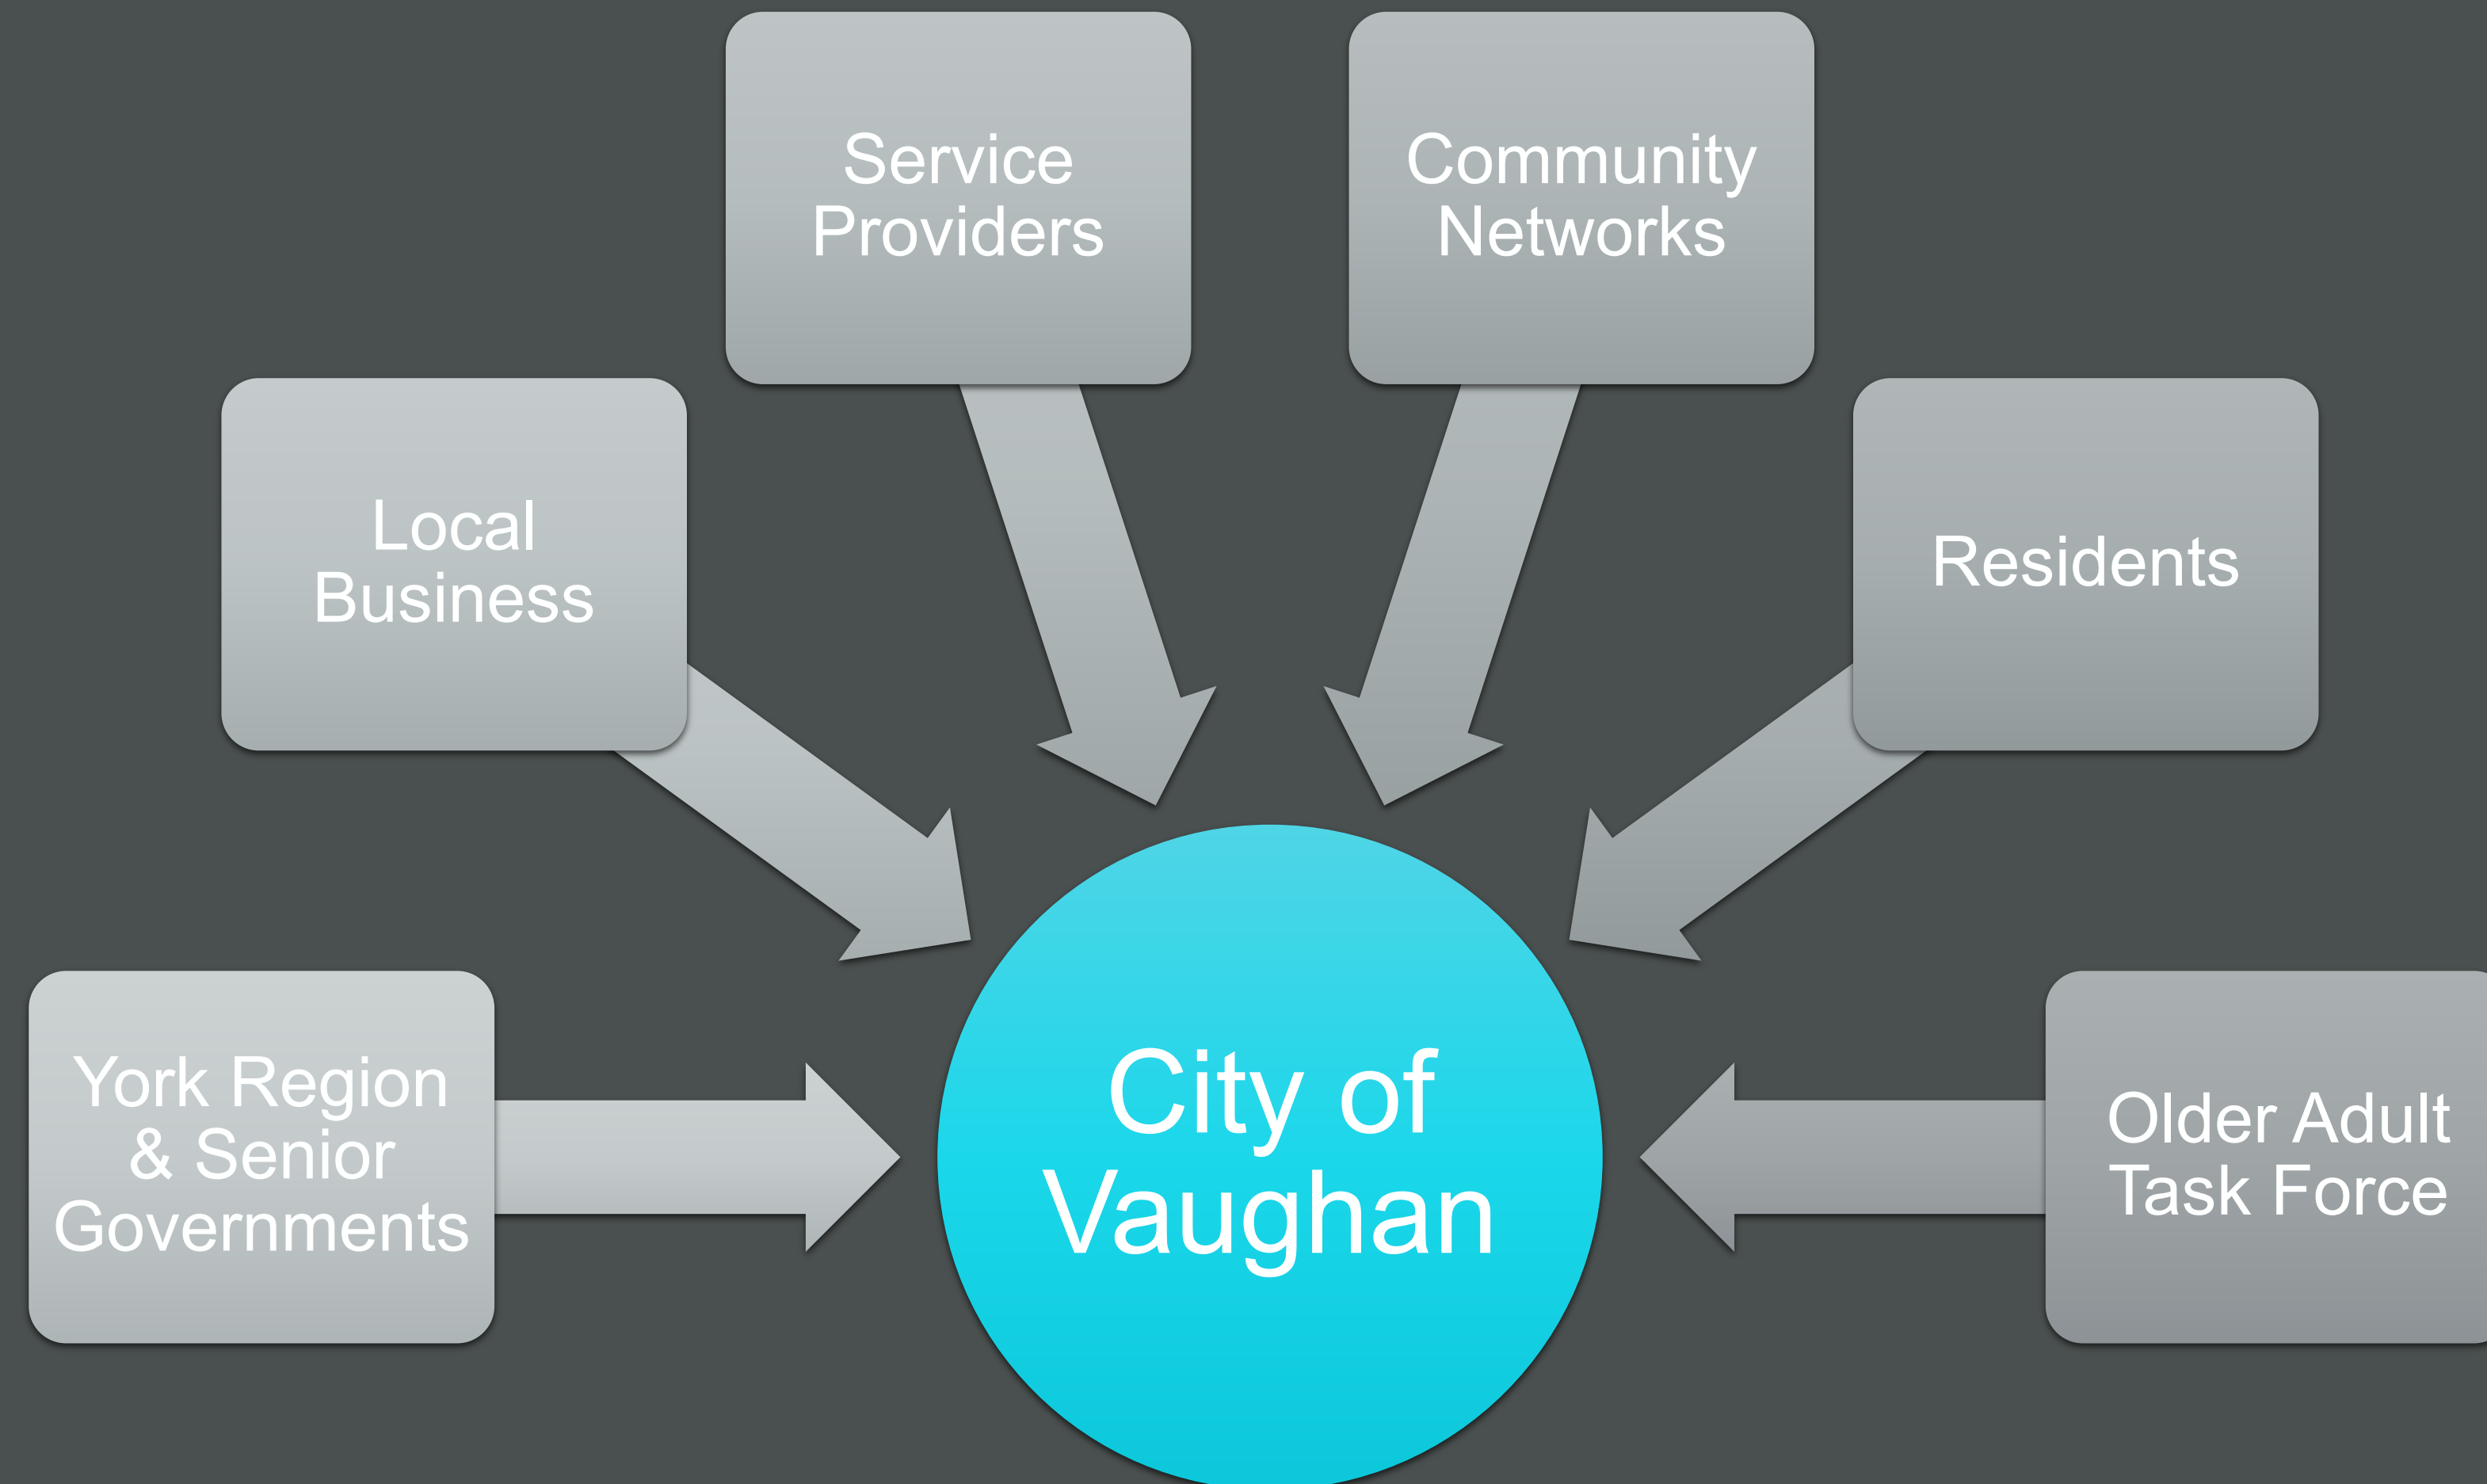 Service
Providers
Community
Networks
Local
Business
Residents
York Region
& Senior
Governments
City of
Vaughan
Older Adult
Task Force